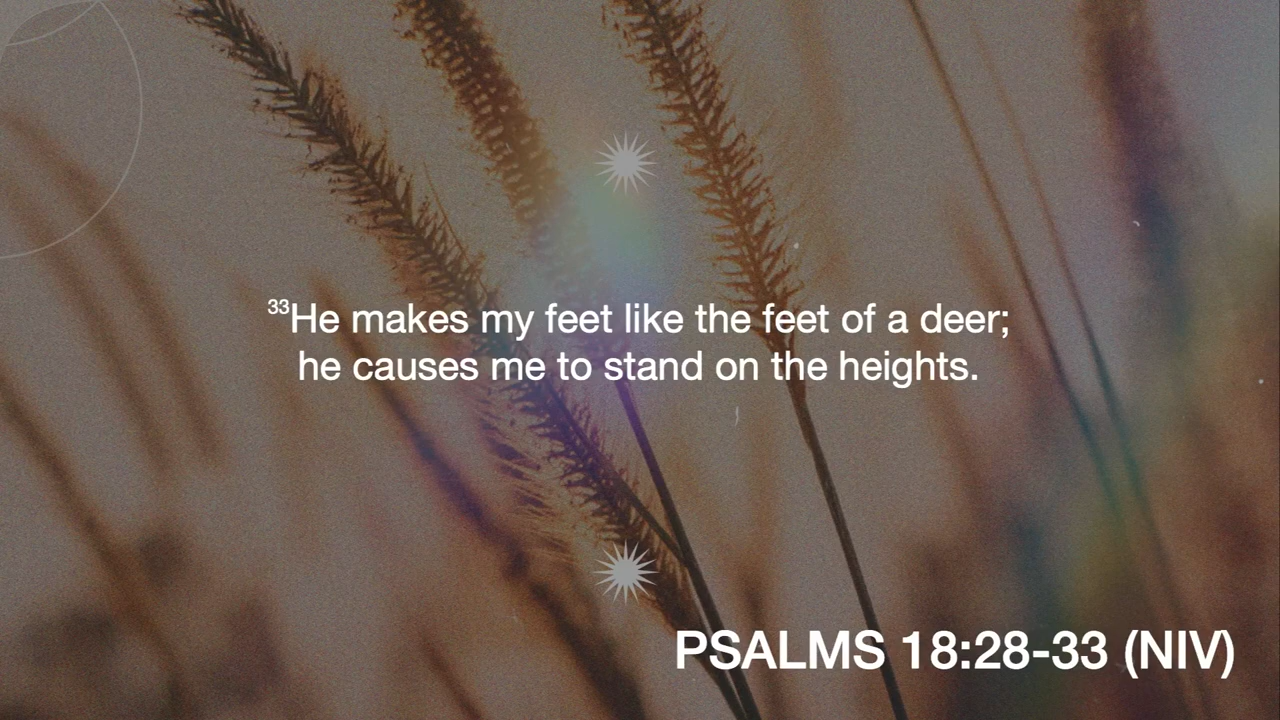 33He makes my feet like the feet of a deer;
he causes me to stand on the heights.
PSALMS 18:28-33 (NIV)